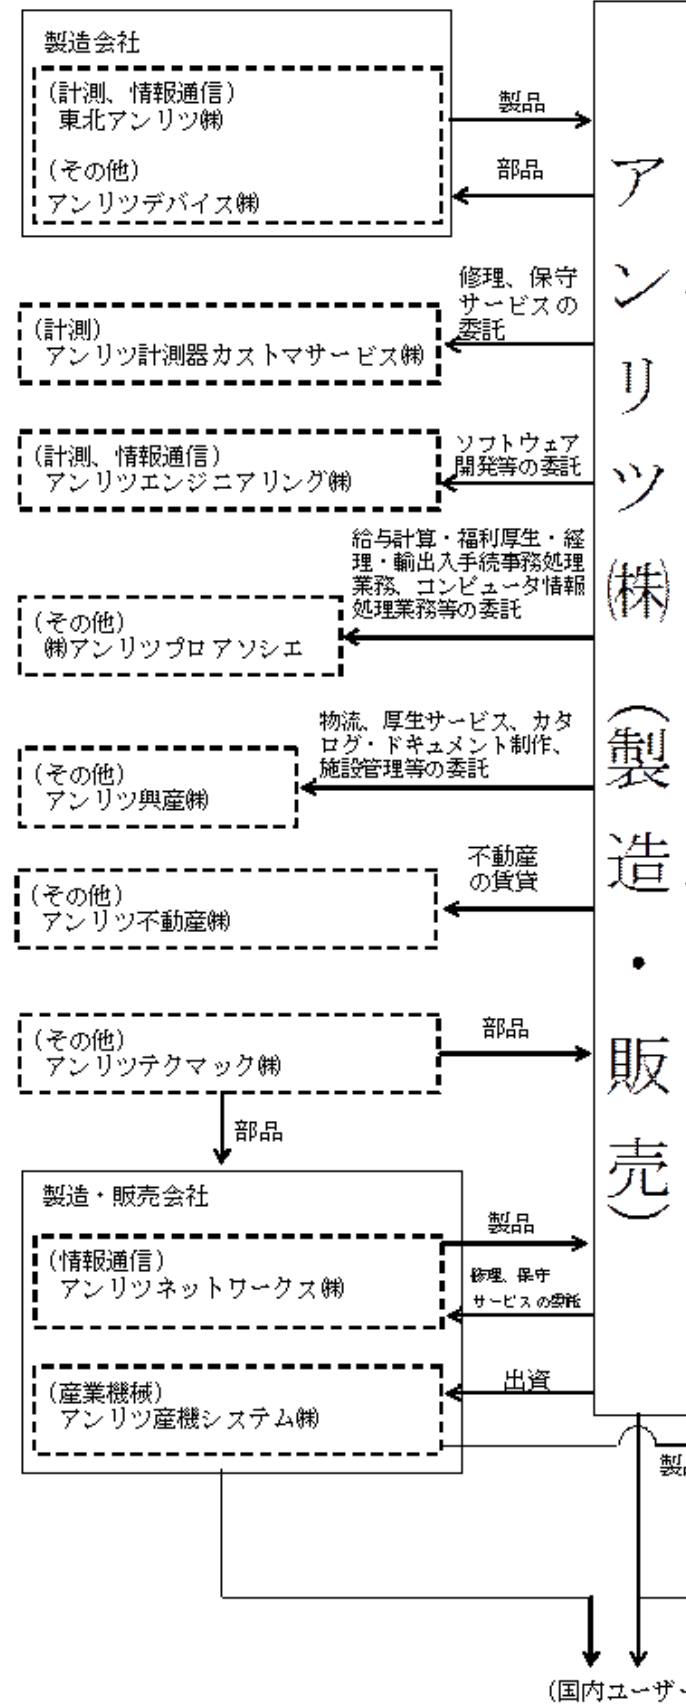 製造会社
(計測、情報通信)
東北アンリツ㈱
(その他)
アンリツデバイス㈱
製品
部品
修理、保守
サービスの
委託
(計測)
アンリツ計測器カストマサービス㈱
ソフトウェア
開発等の委託
(計測、情報通信)
アンリツエンジニアリング㈱
給与計算・福利厚生・経
理・輸出入手続事務処理
業務、コンピュータ情報
処理業務等の委託
(その他)
㈱アンリツプロアソシエ
物流、厚生サービス、カタ
ログ・ドキュメント制作、
施設管理等の委託
(その他)
アンリツ興産㈱
不動産
の賃貸
(その他)
アンリツ不動産㈱
部品
(その他)
アンリツテクマック㈱
部品
製造・販売会社
製品
(情報通信)
アンリツネットワークス㈱
修理、保守
サービスの委託
出資
(産業機械)
アンリツ産機システム㈱
アンリツ㈱(製造・販売)
製品
(国内ユーザー